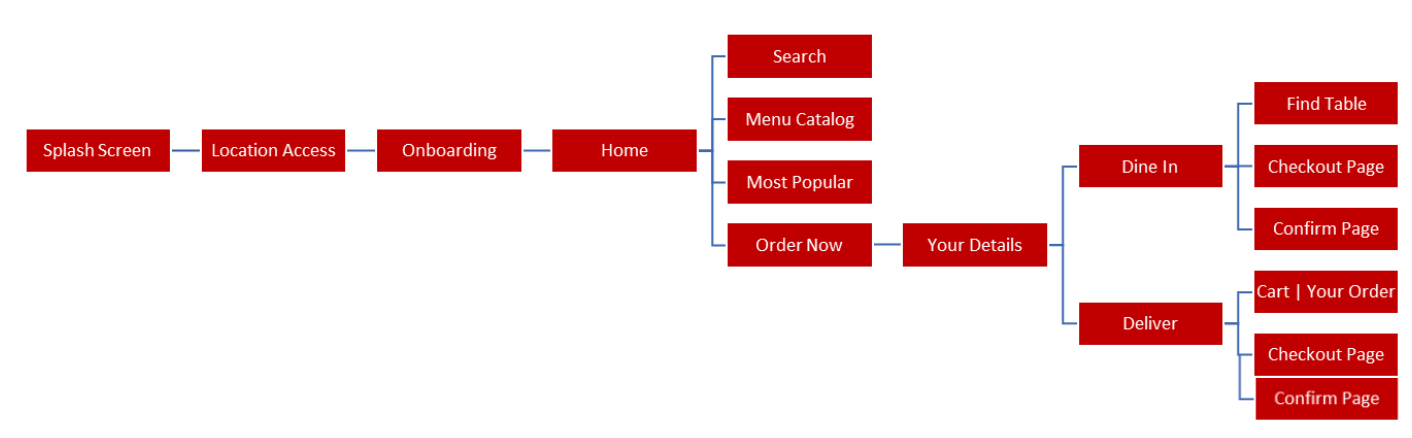 Splash Screen
Location Access
Onboarding
Home
Search
Menu Catalog
Most Popular
Order Now
Your Details
Dine In
Find Table
Checkout Page
Confirm Page
Deliver
Cart | Your Order
Checkout Page
Confirm Page